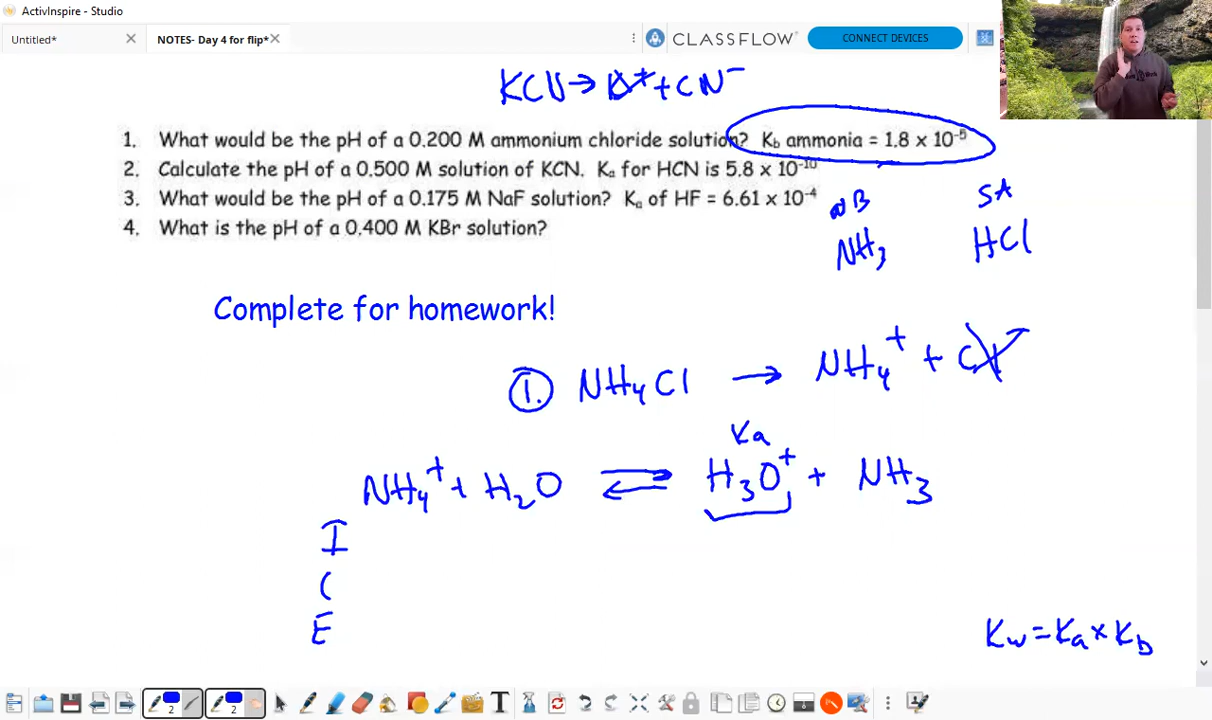 ActivInspire - Studio
Untitled*
NOTES- Day 4 for flip*
CLASSFLOW
CONNECT DEVICES
KCN → K⁺ + CN⁻
1. What would be the pH of a 0.200 M ammonium chloride solution? Kb ammonia = 1.8 x 10⁻⁵
2. Calculate the pH of a 0.500 M solution of KCN. Ka for HCN is 5.8 x 10⁻¹⁰
3. What would be the pH of a 0.175 M NaF solution? Ka of HF = 6.61 x 10⁻⁴
4. What is the pH of a 0.400 M KBr solution?
wB SA
NH₃ HCl
Complete for homework!
1. NH₄Cl → NH₄⁺ + Cl⁻
Ka
NH₄⁺ + H₂O ⇌ H₃O⁺ + NH₃
I
C
E
Kw = Ka x Kb
2 2 T